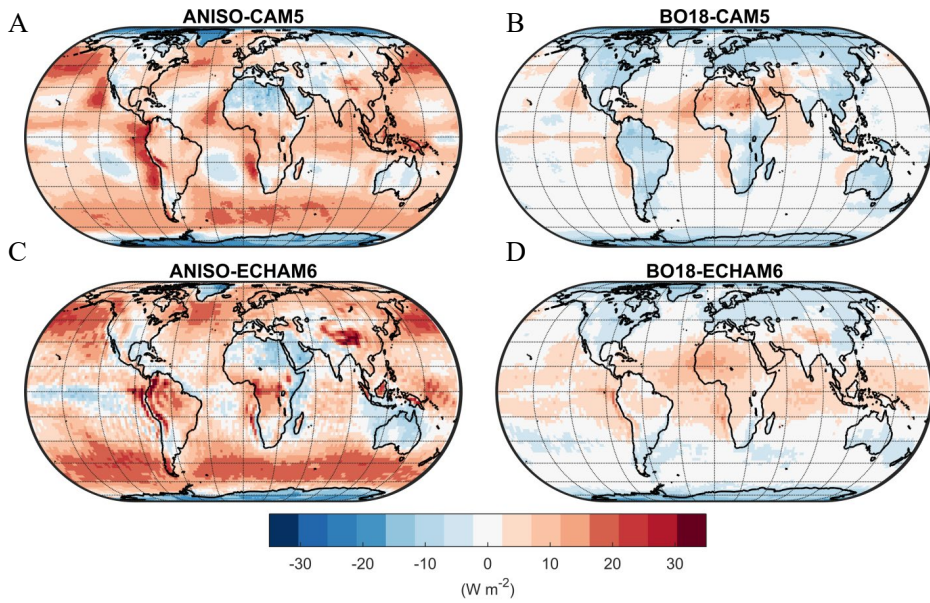 A
ANISO-CAM5
B
BO18-CAM5
C
ANISO-ECHAM6
D
BO18-ECHAM6
-30 -20 -10 0 10 20 30
(W m⁻²)